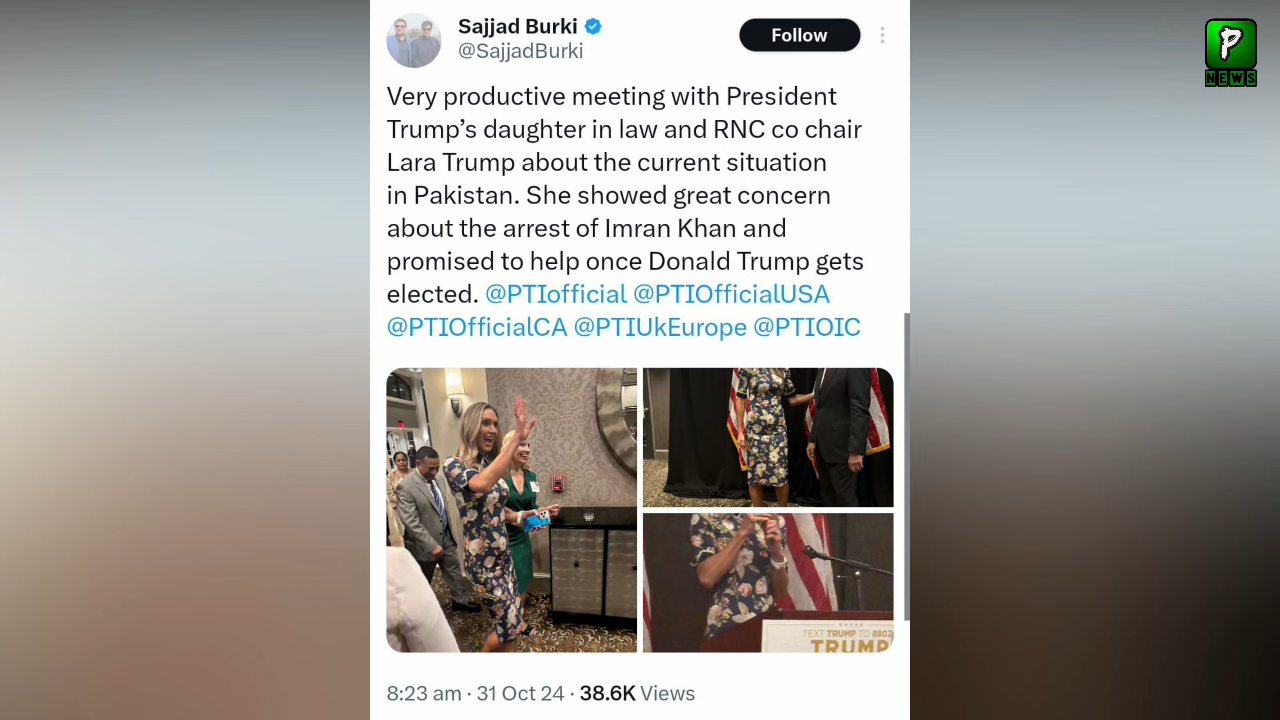 Sajjad Burki
@SajjadBurki
Follow
P
NEWS
Very productive meeting with President
Trump’s daughter in law and RNC co chair
Lara Trump about the current situation
in Pakistan. She showed great concern
about the arrest of Imran Khan and
promised to help once Donald Trump gets
elected. @PTIofficial @PTIOfficialUSA
@PTIOfficialCA @PTIUkEurope @PTIOIC
TEXT TRUMP TO 8802
TRUMP
8:23 am · 31 Oct 24 · 38.6K Views